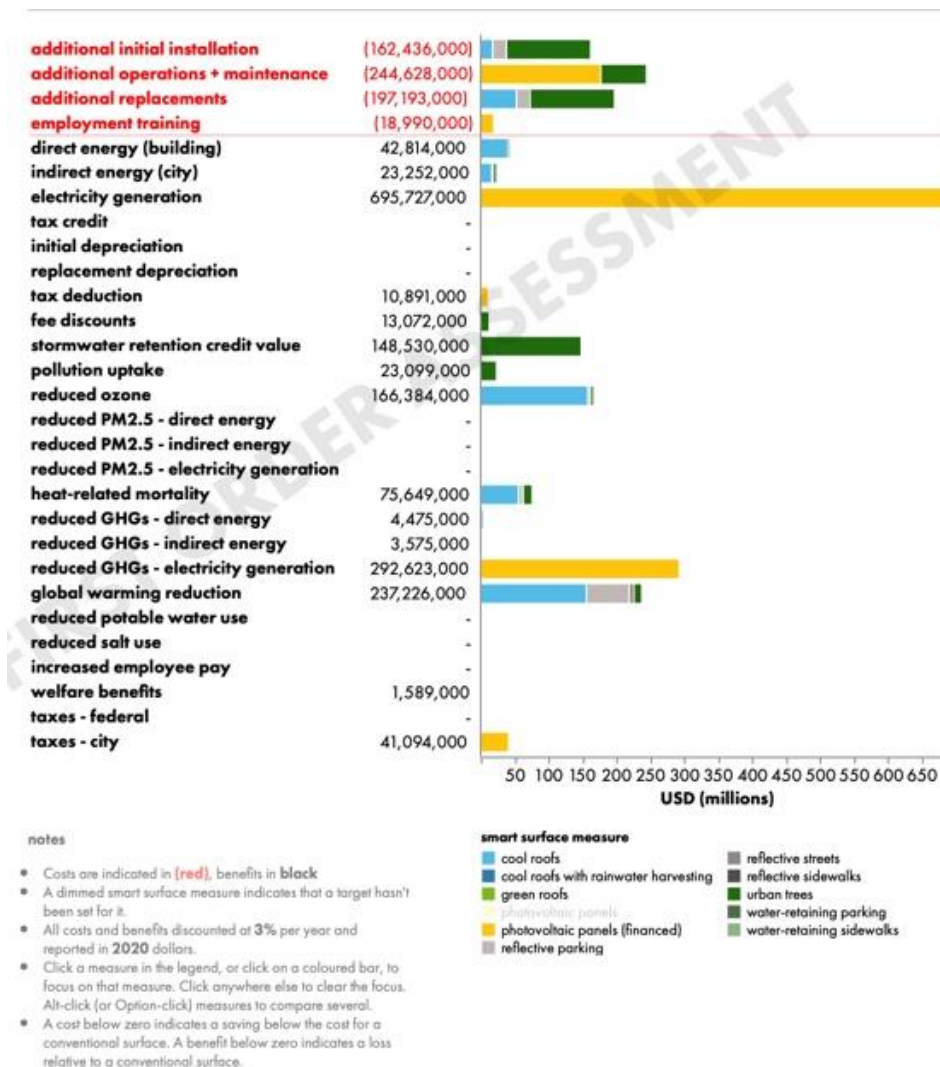 additional initial installation (162,436,000)
additional operations + maintenance (244,628,000)
additional replacements (197,193,000)
employment training (18,990,000)
direct energy (building) 42,814,000
indirect energy (city) 23,252,000
electricity generation 695,727,000
tax credit -
initial depreciation -
replacement depreciation -
tax deduction 10,891,000
fee discounts 13,072,000
stormwater retention credit value 148,530,000
pollution uptake 23,099,000
reduced ozone 166,384,000
reduced PM2.5 - direct energy -
reduced PM2.5 - indirect energy -
reduced PM2.5 - electricity generation -
heat-related mortality 75,649,000
reduced GHGs - direct energy 4,475,000
reduced GHGs - indirect energy 3,575,000
reduced GHGs - electricity generation 292,623,000
global warming reduction 237,226,000
reduced potable water use -
reduced salt use -
increased employee pay -
welfare benefits 1,589,000
taxes - federal -
taxes - city 41,094,000
FIRST ORDER ASSESSMENT
50 100 150 200 250 300 350 400 450 500 550 600 650
USD (millions)
notes
• Costs are indicated in (red), benefits in black
• A dimmed smart surface measure indicates that a target hasn't
been set for it.
• All costs and benefits discounted at 3% per year and
reported in 2020 dollars.
• Click a measure in the legend, or click on a coloured bar, to
focus on that measure. Click anywhere else to clear the focus.
Alt-click (or Option-click) measures to compare several.
• A cost below zero indicates a saving below the cost for a
conventional surface. A benefit below zero indicates a loss
relative to a conventional surface.
smart surface measure
cool roofs
cool roofs with rainwater harvesting
green roofs
photovoltaic panels
photovoltaic panels (financed)
reflective parking
reflective streets
reflective sidewalks
urban trees
water-retaining parking
water-retaining sidewalks